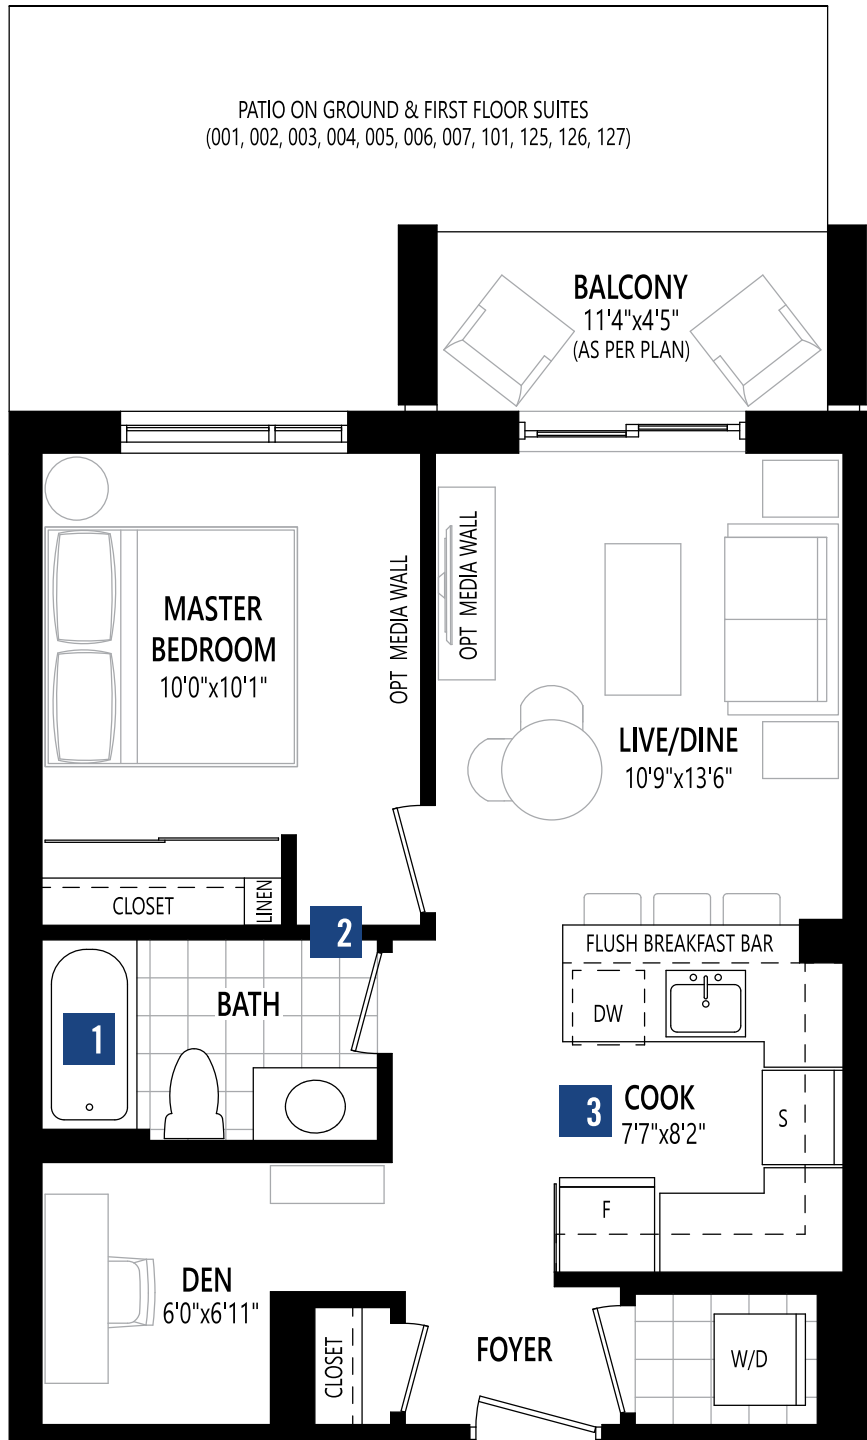 PATIO ON GROUND & FIRST FLOOR SUITES
(001, 002, 003, 004, 005, 006, 007, 101, 125, 126, 127)
BALCONY
11'4"x4'5"
(AS PER PLAN)
MASTER
BEDROOM
10'0"x10'1"
OPT MEDIA WALL
OPT MEDIA WALL
LIVE/DINE
10'9"x13'6"
CLOSET
LINEN
2
FLUSH BREAKFAST BAR
BATH
1
DW
3
COOK
7'7"x8'2"
S
F
DEN
6'0"x6'11"
CLOSET
FOYER
W/D